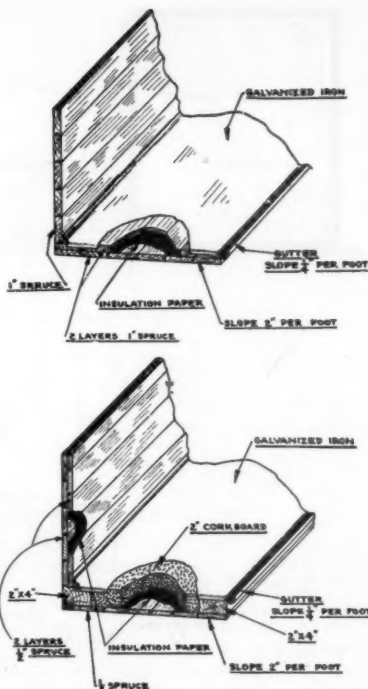 GALVANIZED IRON
GUTTER
SLOPE 1/4" PER FOOT
1" SPRUCE
INSULATION PAPER
SLOPE 2" PER FOOT
2 LAYERS 1" SPRUCE
GALVANIZED IRON
2" CORKBOARD
2"X4"
GUTTER
SLOPE 1/4" PER FOOT
2 LAYERS
1/2" SPRUCE
INSULATION PAPER
2"X4"
SLOPE 2" PER FOOT
SPRUCE